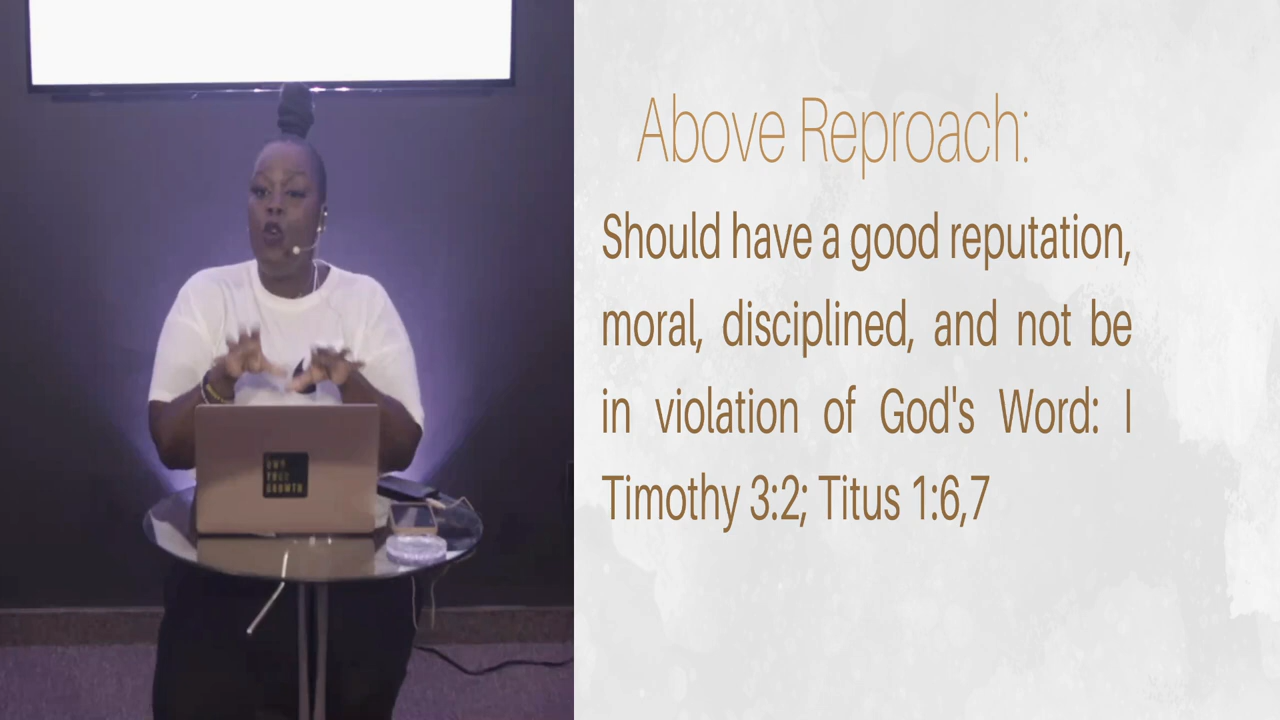 Above Reproach:
Should have a good reputation,
moral, disciplined, and not be
in violation of God's Word: I
Timothy 3:2; Titus 1:6,7